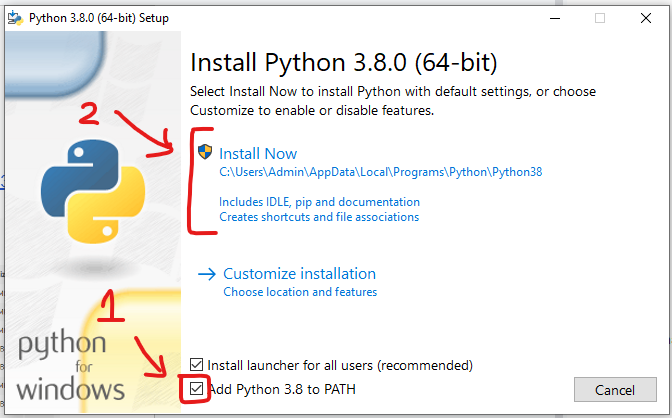 Python 3.8.0 (64-bit) Setup
Install Python 3.8.0 (64-bit)
Select Install Now to install Python with default settings, or choose
Customize to enable or disable features.
2
Install Now
C:\Users\Admin\AppData\Local\Programs\Python\Python38
Includes IDLE, pip and documentation
Creates shortcuts and file associations
Customize installation
Choose location and features
1
python
for
windows
Install launcher for all users (recommended)
Add Python 3.8 to PATH
Cancel